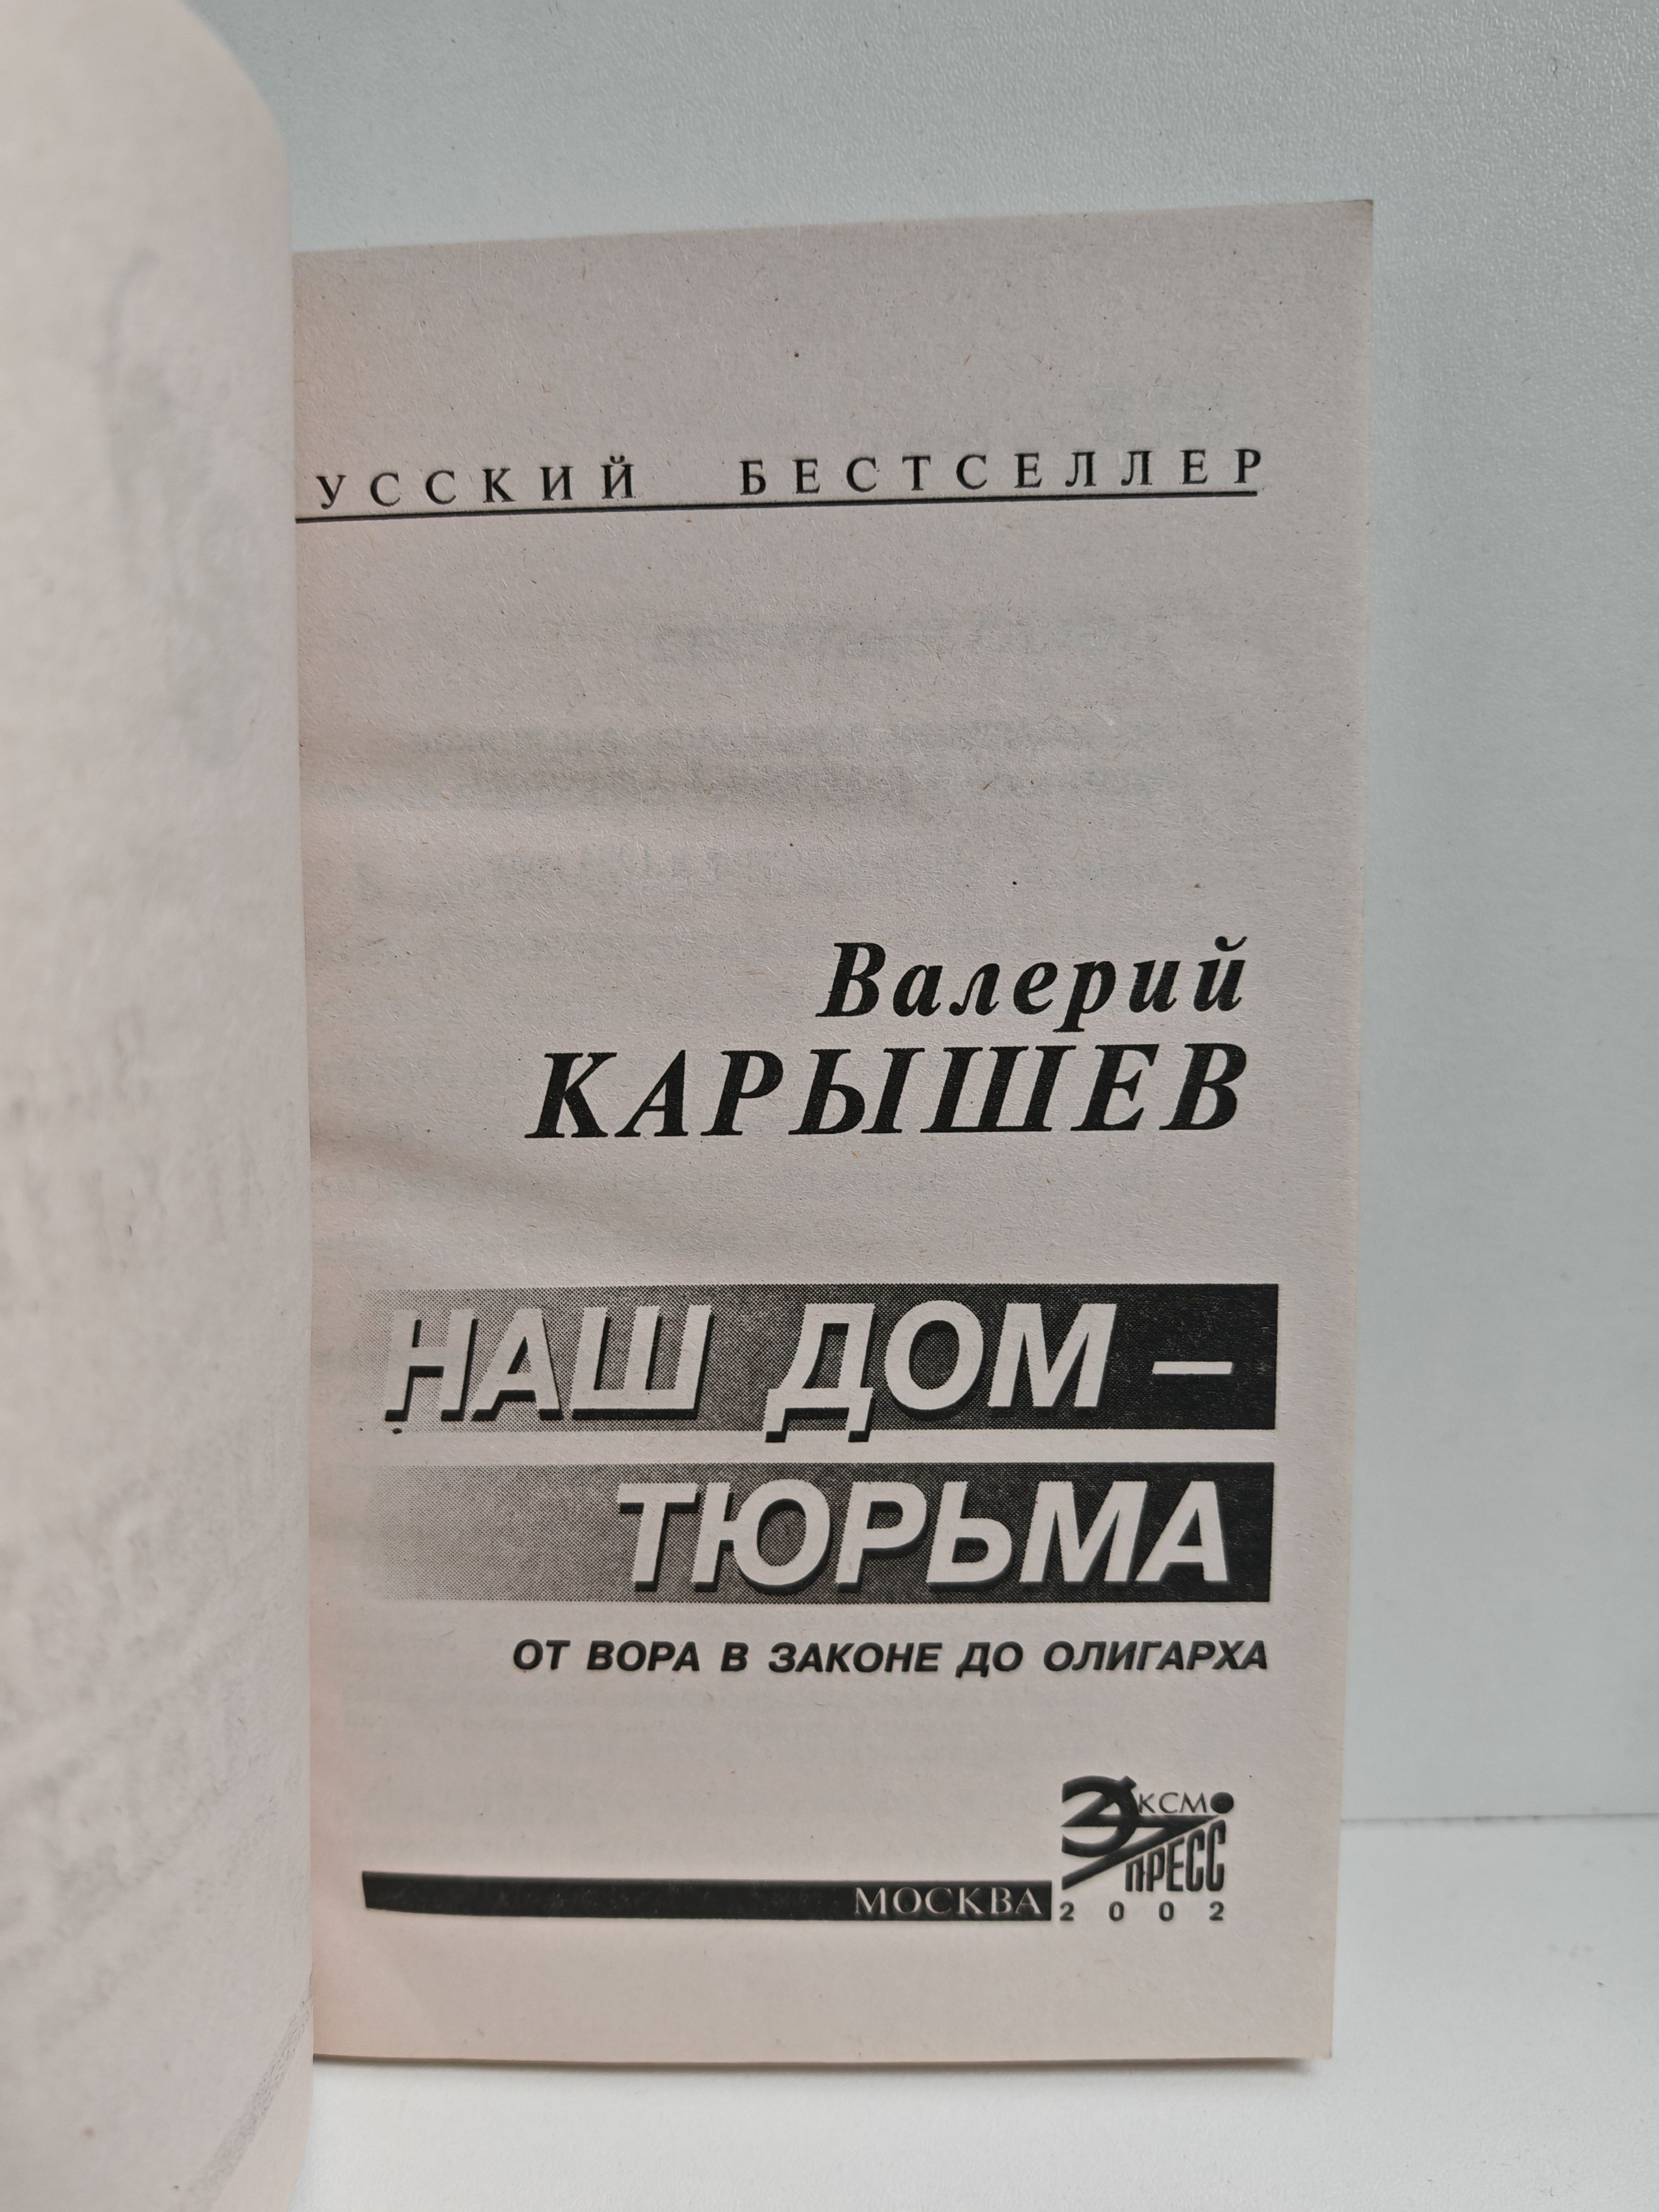 УССКИЙ БЕСТСЕЛЛЕР
Валерий
КАРЫШЕВ
НАШ ДОМ –
ТЮРЬМА
ОТ ВОРА В ЗАКОНЕ ДО ОЛИГАРХА
ЭКСМО
ПРЕСС
МОСКВА
2002